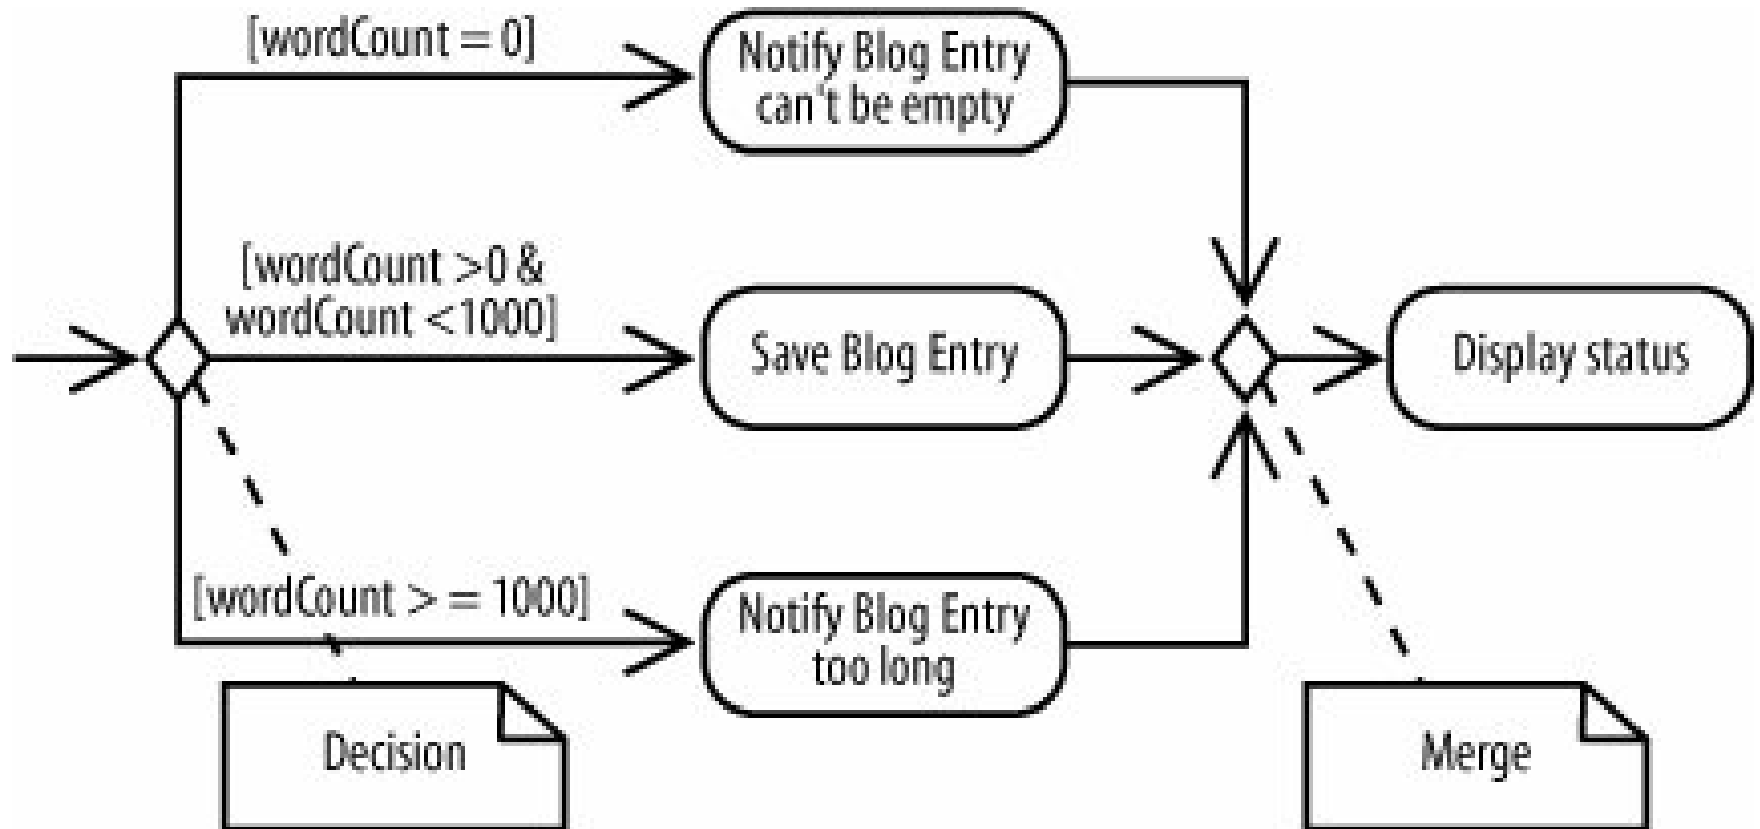 [wordCount = 0]
Notify Blog Entry
can't be empty
[wordCount >0 &
wordCount <1000]
Save Blog Entry
Display status
[wordCount > = 1000]
Notify Blog Entry
too long
Decision
Merge